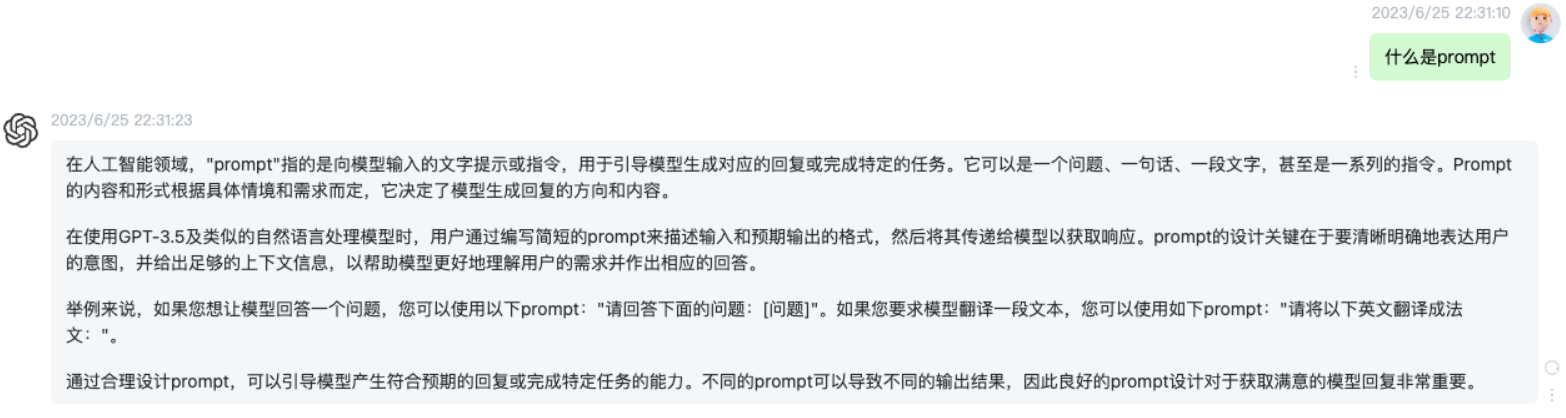 2023/6/25 22:31:10
什么是prompt
2023/6/25 22:31:23
在人工智能领域，"prompt"指的是向模型输入的文字提示或指令，用于引导模型生成对应的回复或完成特定的任务。它可以是一个问题、一句话、一段文字，甚至是一系列的指令。Prompt
的内容和形式根据具体情境和需求而定，它决定了模型生成回复的方向和内容。
在使用GPT-3.5及类似的自然语言处理模型时，用户通过编写简短的prompt来描述输入和预期输出的格式，然后将其传递给模型以获取响应。prompt的设计关键在于要清晰明确地表达用户
的意图，并给出足够的上下文信息，以帮助模型更好地理解用户的需求并作出相应的回答。
举例来说，如果您想让模型回答一个问题，您可以使用以下prompt："请回答下面的问题：[问题]"。如果您要求模型翻译一段文本，您可以使用如下prompt："请将以下英文翻译成法
文："。
通过合理设计prompt，可以引导模型产生符合预期的回复或完成特定任务的能力。不同的prompt可以导致不同的输出结果，因此良好的prompt设计对于获取满意的模型回复非常重要。